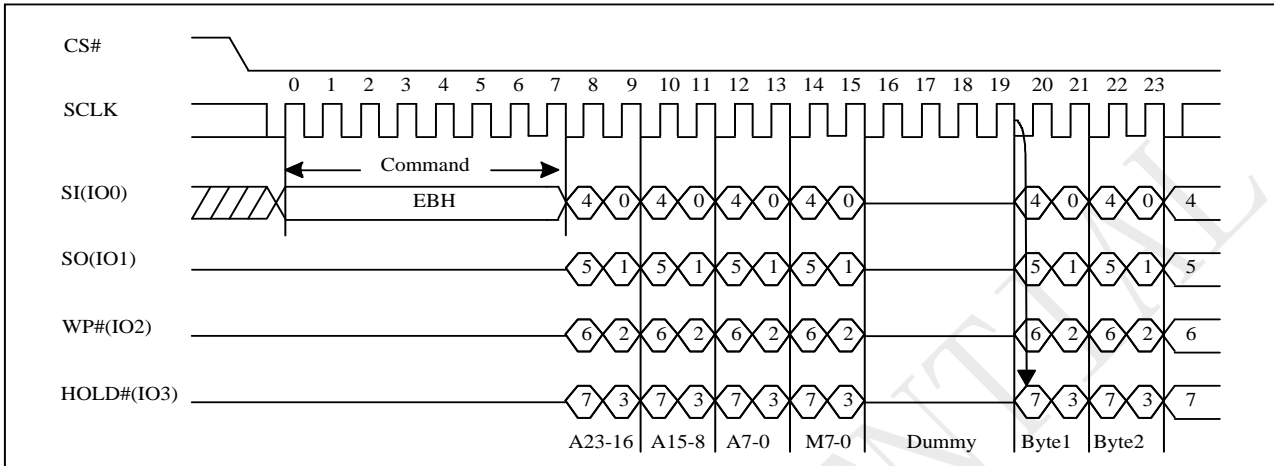 CS#
0 1 2 3 4 5 6 7 8 9 10 11 12 13 14 15 16 17 18 19 20 21 22 23
SCLK
Command
SI(IO0) EBH 4 0 4 0 4 0 4 0 4 0 4 0 4
SO(IO1) 5 1 5 1 5 1 5 1 5 1 5 1 5
WP#(IO2) 6 2 6 2 6 2 6 2 6 2 6 2 6
HOLD#(IO3) 7 3 7 3 7 3 7 3 7 3 7 3 7
A23-16 A15-8 A7-0 M7-0 Dummy Byte1 Byte2
NTIAL